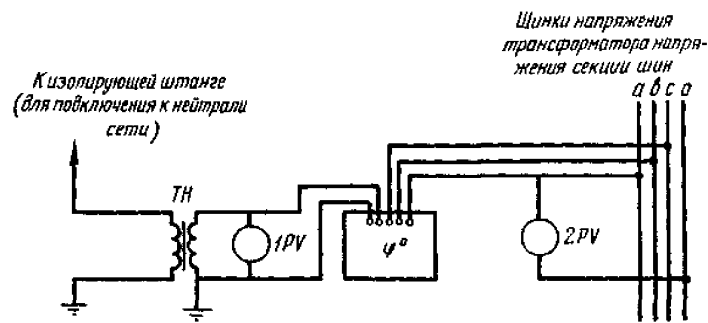 Шинки напряжения
трансформатора напря-
жения секции шин
а в с о
К изолирующей штанге
(для подключения к нейтрали
сети)
ТН
1PV
φ°
2PV